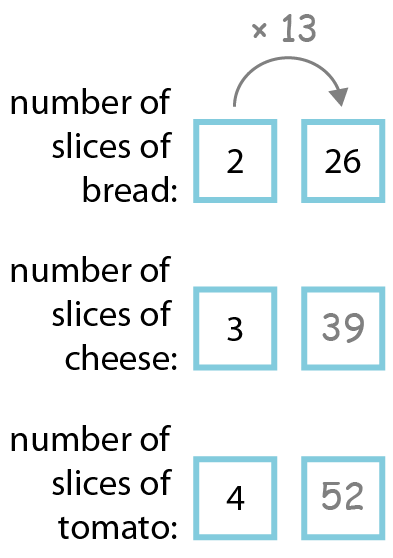 × 13
number of
slices of
bread: 2 26
number of
slices of
cheese: 3 39
number of
slices of
tomato: 4 52